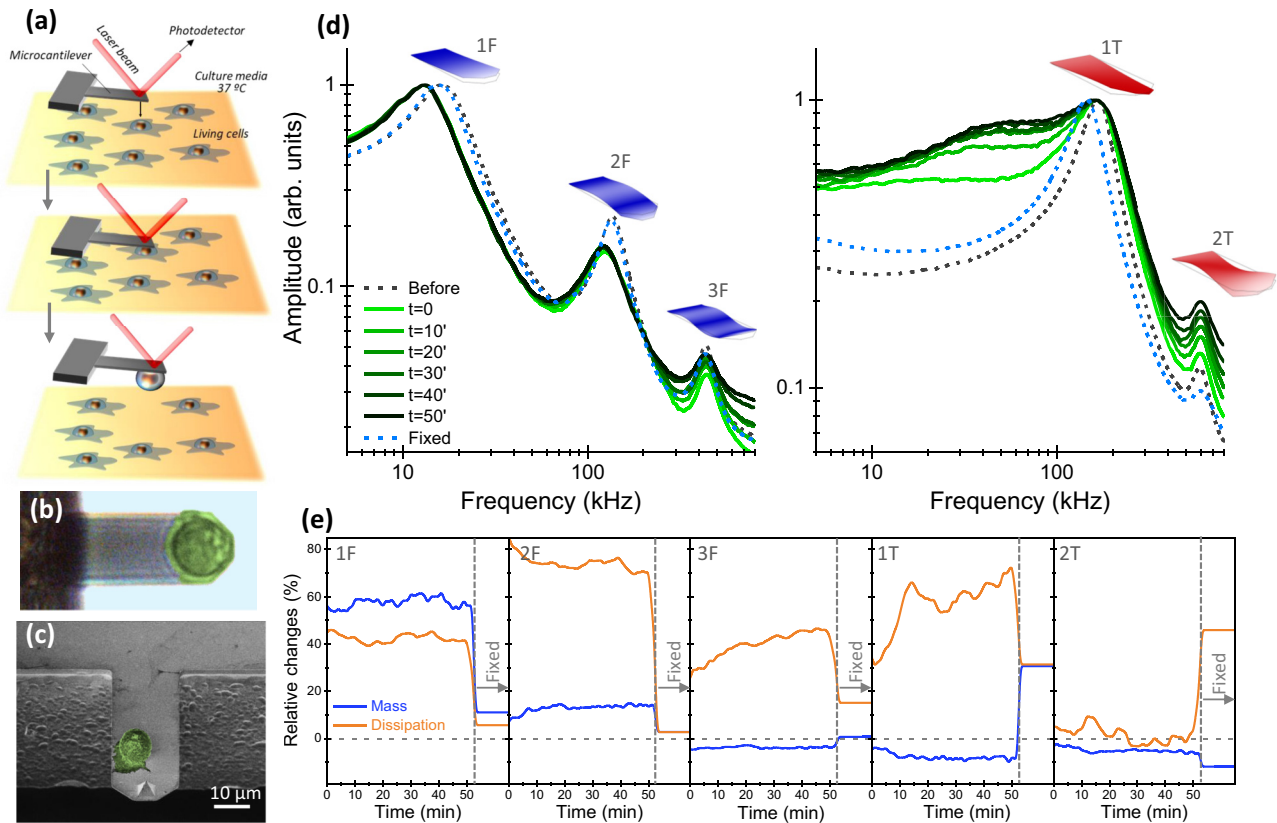 (a)
Laser beam
Photodetector
Microcantilever
Culture media
37 ºC
Living cells
(b)
(c)
10 µm
(d)
1F
2F
3F
Amplitude (arb. units)
1
0.1
Before
t=0
t=10'
t=20'
t=30'
t=40'
t=50'
Fixed
10
100
Frequency (kHz)
1T
2T
1
0.1
10
100
Frequency (kHz)
(e)
Relative changes (%)
80
60
40
20
0
1F
2F
3F
1T
2T
Mass
Dissipation
Fixed
Fixed
Fixed
Fixed
0 10 20 30 40 50
0 10 20 30 40 50
0 10 20 30 40 50
0 10 20 30 40 50
0 10 20 30 40 50
Time (min)
Time (min)
Time (min)
Time (min)
Time (min)